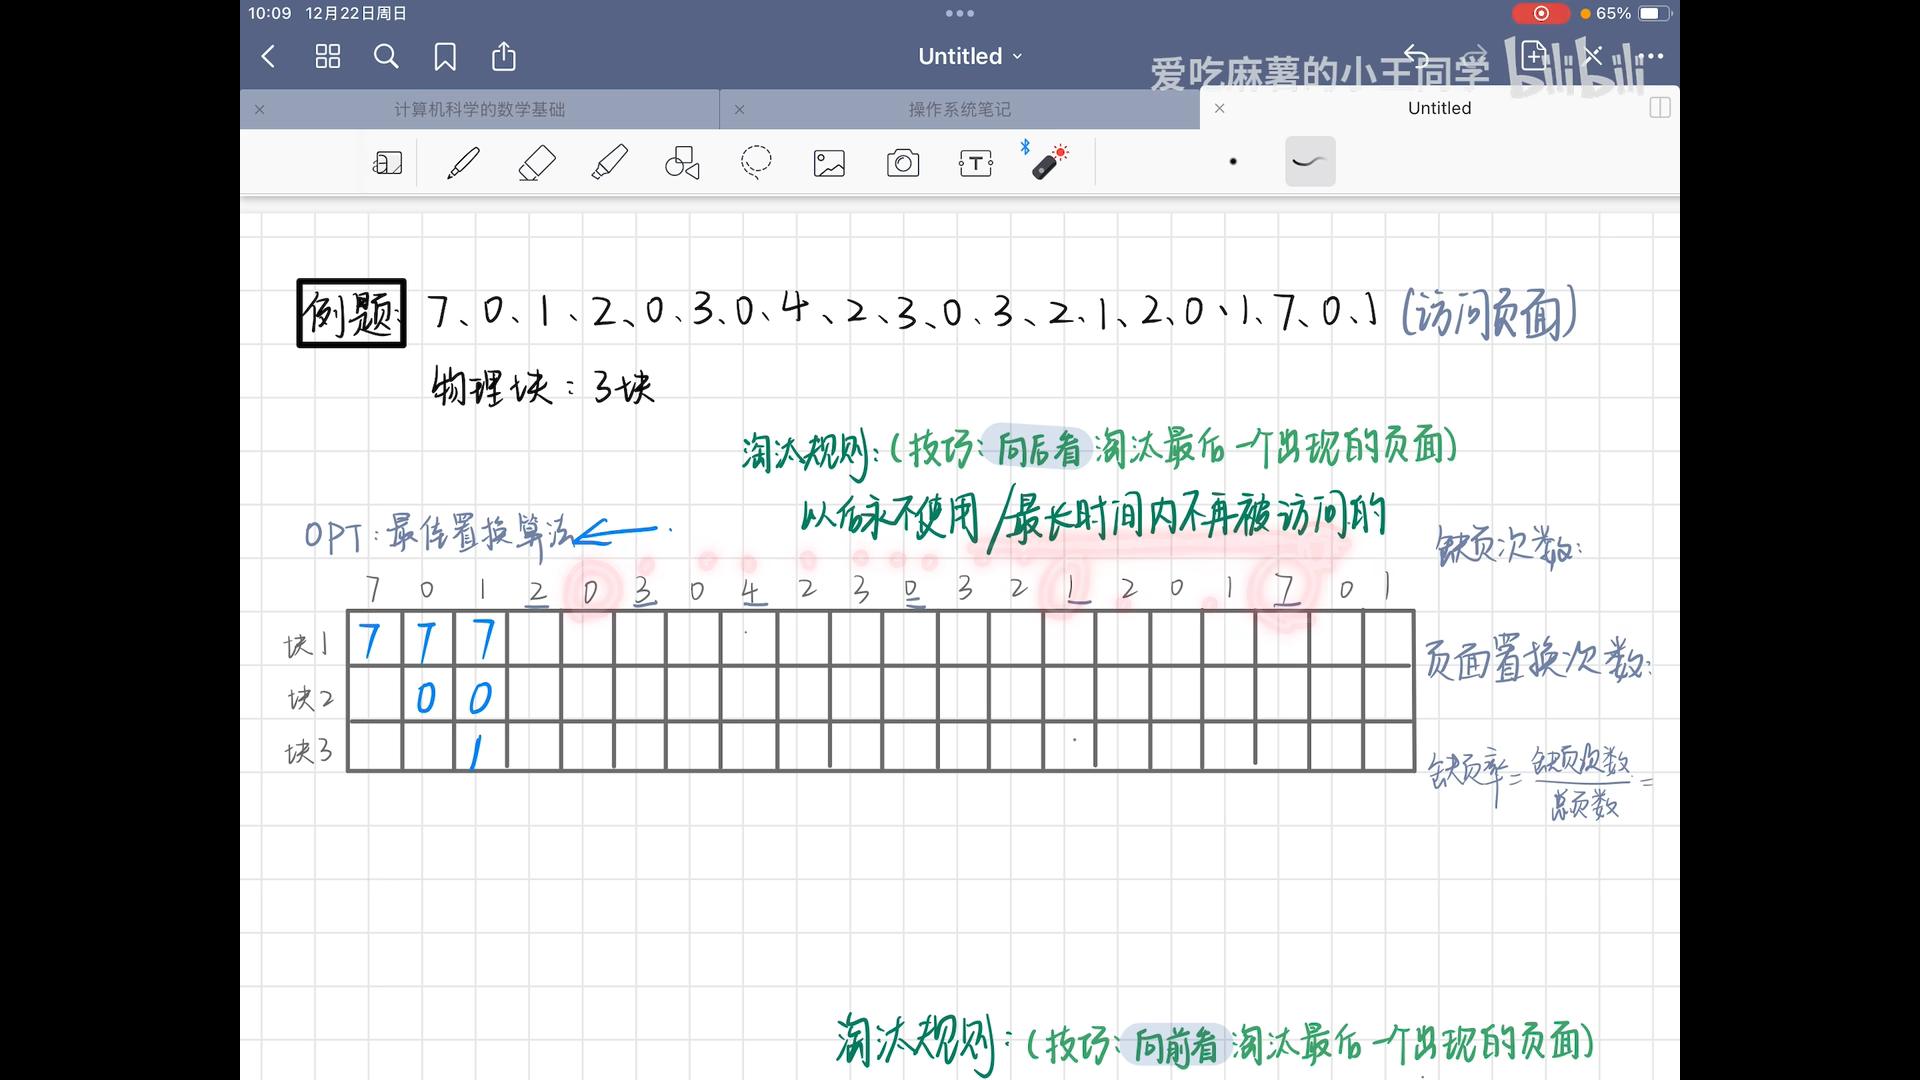 10:09 12月22日周日
65%
Untitled
爱吃麻薯的小王同学 bilibili
计算机科学的数学基础
操作系统笔记
Untitled
例题: 7、0、1、2、0、3、0、4、2、3、0、3、2、1、2、0、1、7、0、1 (访问页面)
物理块:3块
淘汰规则:(技巧:向后看 淘汰最后一个出现的页面)
以后永不使用/最长时间内不再被访问的
OPT:最佳置换算法
缺页次数:
7 0 1 2 0 3 0 4 2 3 0 3 2 1 2 0 1 7 0 1
块1 7 7 7
页面置换次数:
块2 0 0
块3 1
缺页率=缺页次数/总页数=
淘汰规则:(技巧:向前看 淘汰最后一个出现的页面)